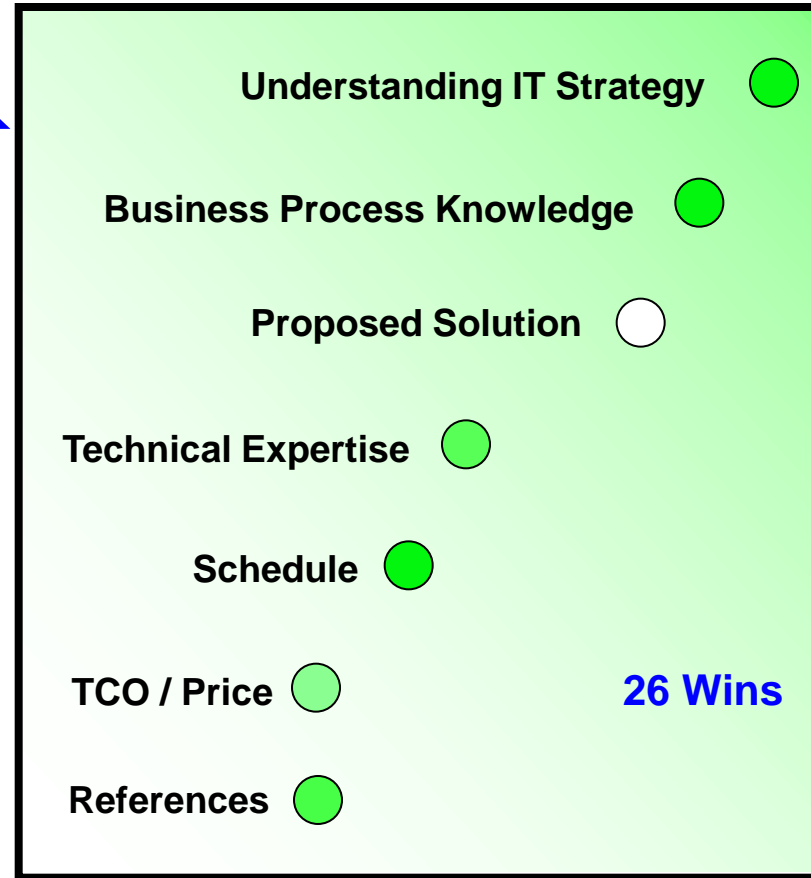 Understanding IT Strategy
Business Process Knowledge
Proposed Solution
Technical Expertise
Schedule
TCO / Price
26 Wins
References